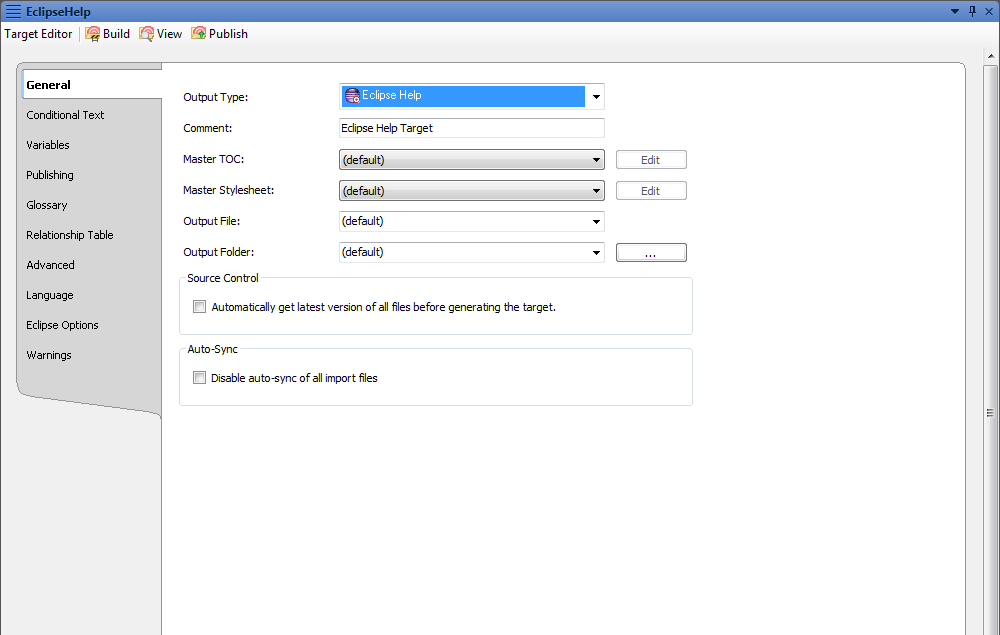 EclipseHelp
Target Editor Build View Publish
General
Conditional Text
Variables
Publishing
Glossary
Relationship Table
Advanced
Language
Eclipse Options
Warnings
Output Type: Eclipse Help
Comment: Eclipse Help Target
Master TOC: (default) Edit
Master Stylesheet: (default) Edit
Output File: (default)
Output Folder: (default) ...
Source Control
Automatically get latest version of all files before generating the target.
Auto-Sync
Disable auto-sync of all import files